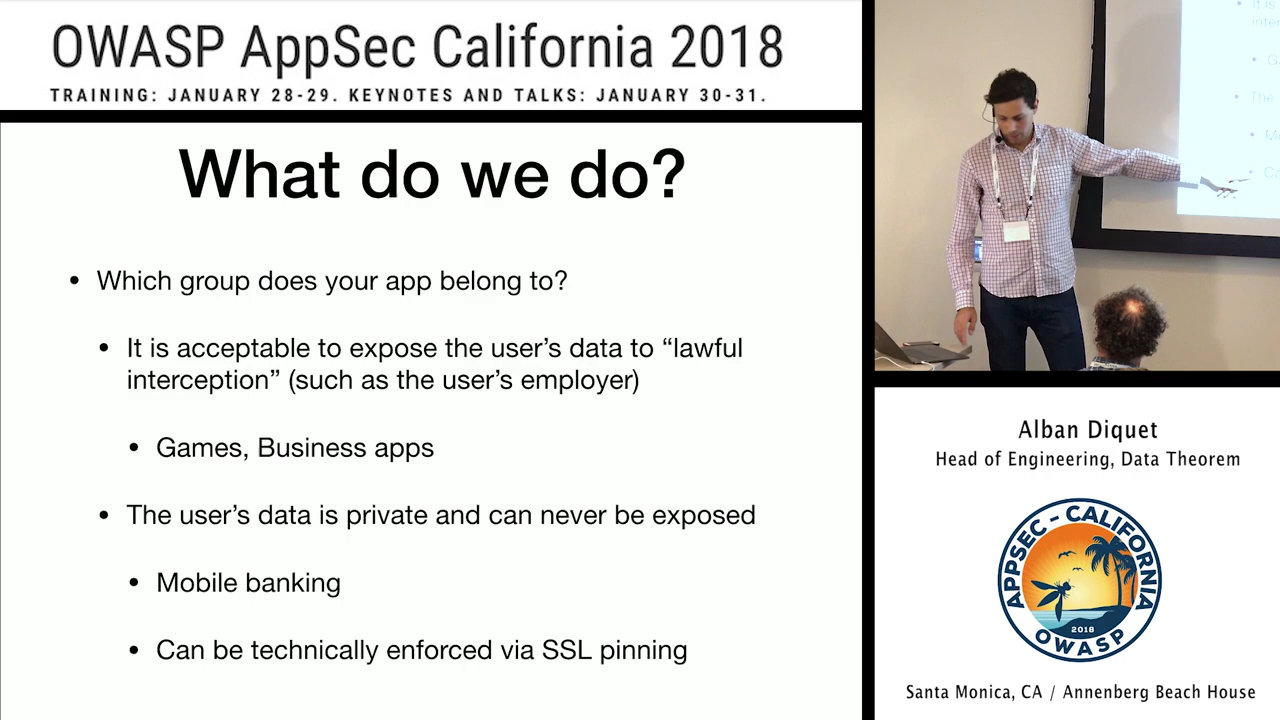 OWASP AppSec California 2018
TRAINING: JANUARY 28-29. KEYNOTES AND TALKS: JANUARY 30-31.
What do we do?
• Which group does your app belong to?
• It is acceptable to expose the user’s data to “lawful
interception” (such as the user’s employer)
• Games, Business apps
• The user’s data is private and can never be exposed
• Mobile banking
• Can be technically enforced via SSL pinning
Alban Diquet
Head of Engineering, Data Theorem
APPSEC - CALIFORNIA
2018
OWASP
Santa Monica, CA / Annenberg Beach House